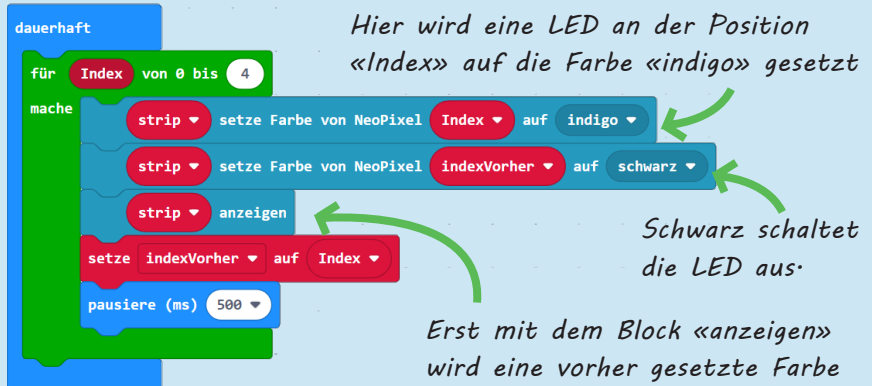 dauerhaft
Hier wird eine LED an der Position
«Index» auf die Farbe «indigo» gesetzt
für Index von 0 bis 4
mache
strip setze Farbe von NeoPixel Index auf indigo
strip setze Farbe von NeoPixel indexVorher auf schwarz
strip anzeigen
setze indexVorher auf Index
pausiere (ms) 500
Schwarz schaltet
die LED aus.
Erst mit dem Block «anzeigen»
wird eine vorher gesetzte Farbe